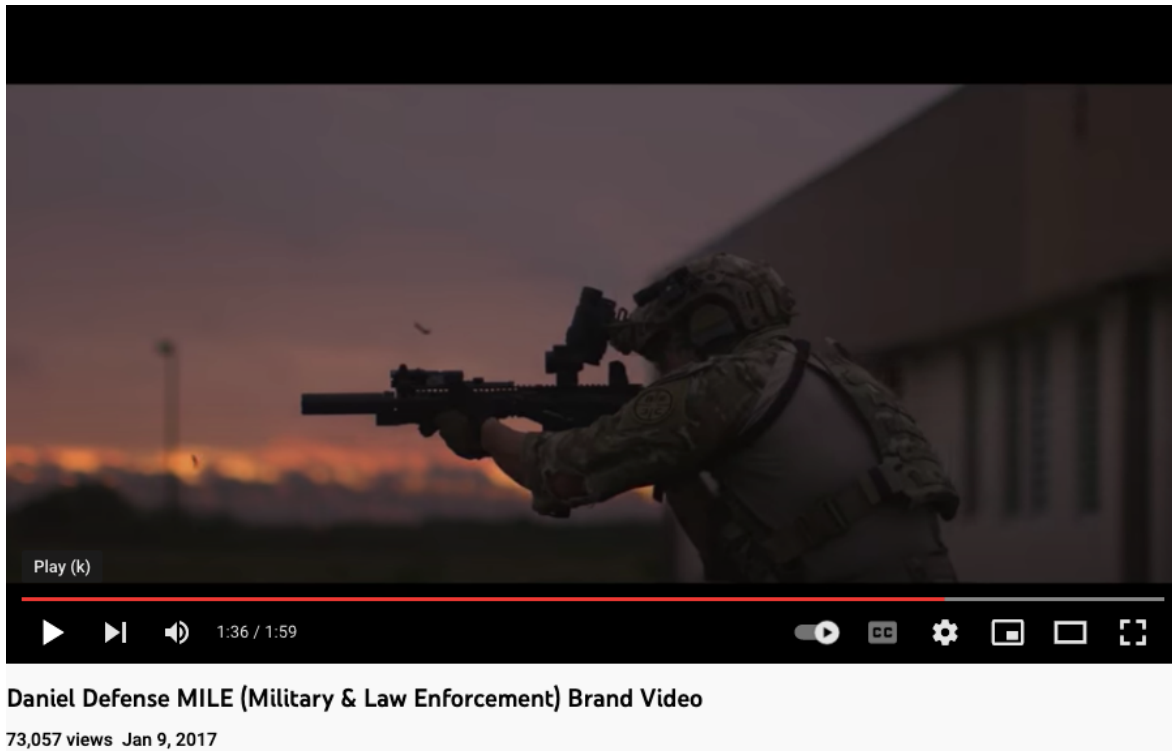 Play (k)
1:36 / 1:59
CC
Daniel Defense MILE (Military & Law Enforcement) Brand Video
73,057 views Jan 9, 2017